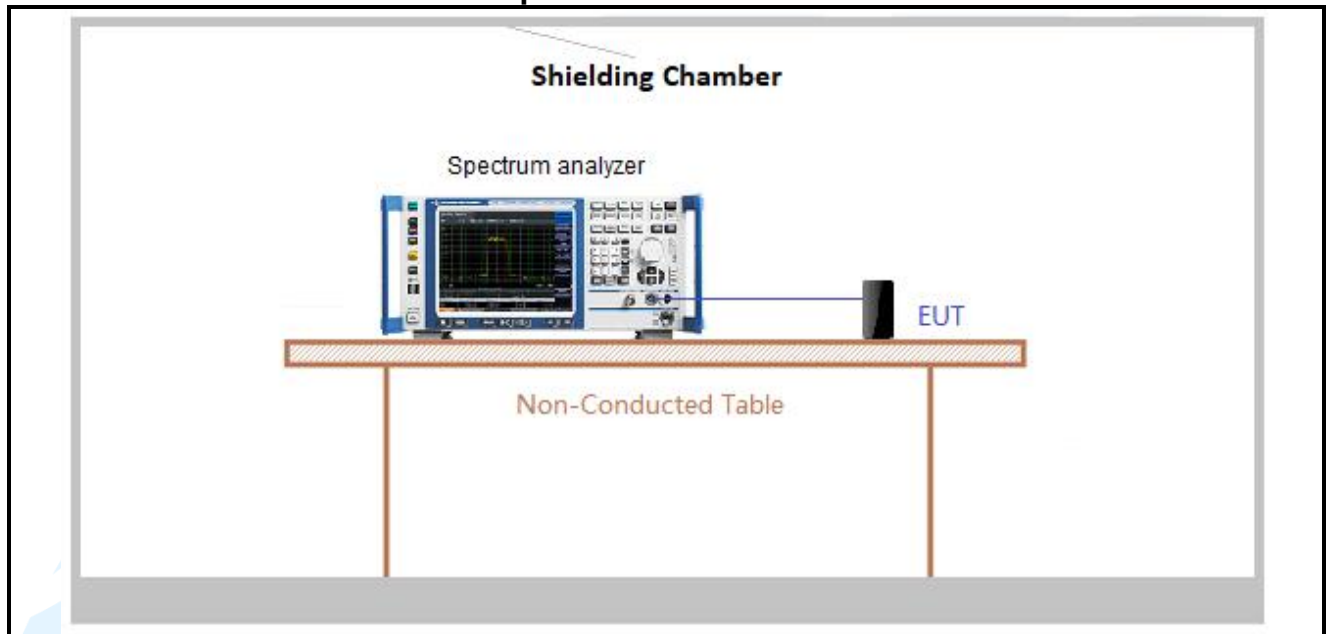 Shielding Chamber
Spectrum analyzer
EUT
Non-Conducted Table